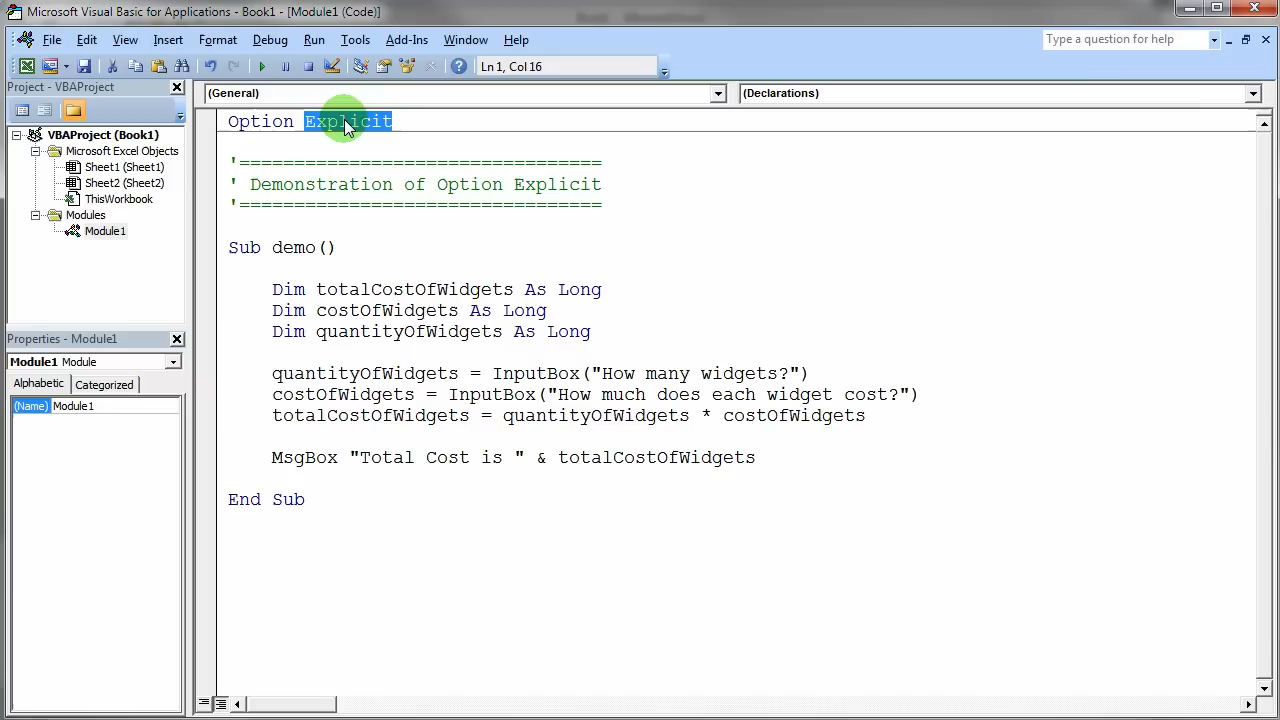 Microsoft Visual Basic for Applications - Book1 - [Module1 (Code)]
File Edit View Insert Format Debug Run Tools Add-Ins Window Help
Type a question for help
Ln 1, Col 16
Project - VBAProject
(General)
(Declarations)
VBAProject (Book1)
Microsoft Excel Objects
Sheet1 (Sheet1)
Sheet2 (Sheet2)
ThisWorkbook
Modules
Module1
Properties - Module1
Module1 Module
Alphabetic Categorized
(Name) Module1
Option Explicit
'=================================
' Demonstration of Option Explicit
'=================================
Sub demo()
Dim totalCostOfWidgets As Long
Dim costOfWidgets As Long
Dim quantityOfWidgets As Long
quantityOfWidgets = InputBox("How many widgets?")
costOfWidgets = InputBox("How much does each widget cost?")
totalCostOfWidgets = quantityOfWidgets * costOfWidgets
MsgBox "Total Cost is " & totalCostOfWidgets
End Sub